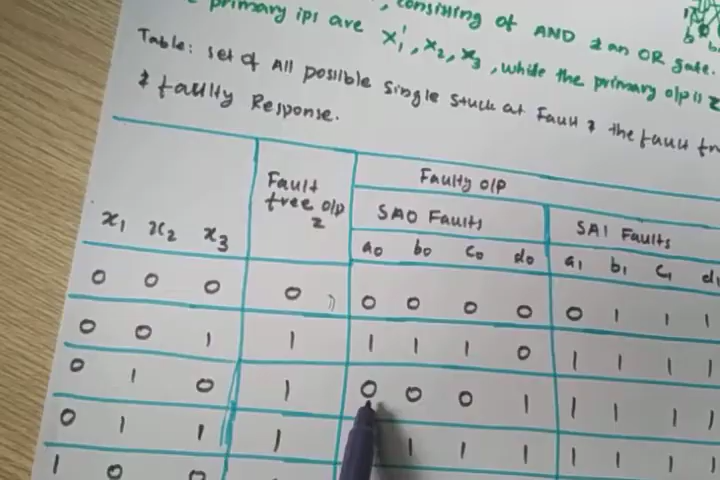 primary ips are x₁', x₂, x₃, while the primary o/p is z
consisting of AND & an OR gate.
Table: Set of All possible Single Stuck at Fault & the fault
& faulty Response.
Faulty o/p
Fault free o/p z
SA0 Faults SA1 Faults
x₁ x₂ x₃ a₀ b₀ c₀ d₀ a₁ b₁ c₁ d₁
0 0 0 0 0 0 0 0 0 1 1 1
0 0 1 1 1 1 1 0 1 1 1 1
0 1 0 1 0 0 0 1 1 1 1 1
0 1 1 1 1 1 1 1 1 1 1
1 0 0